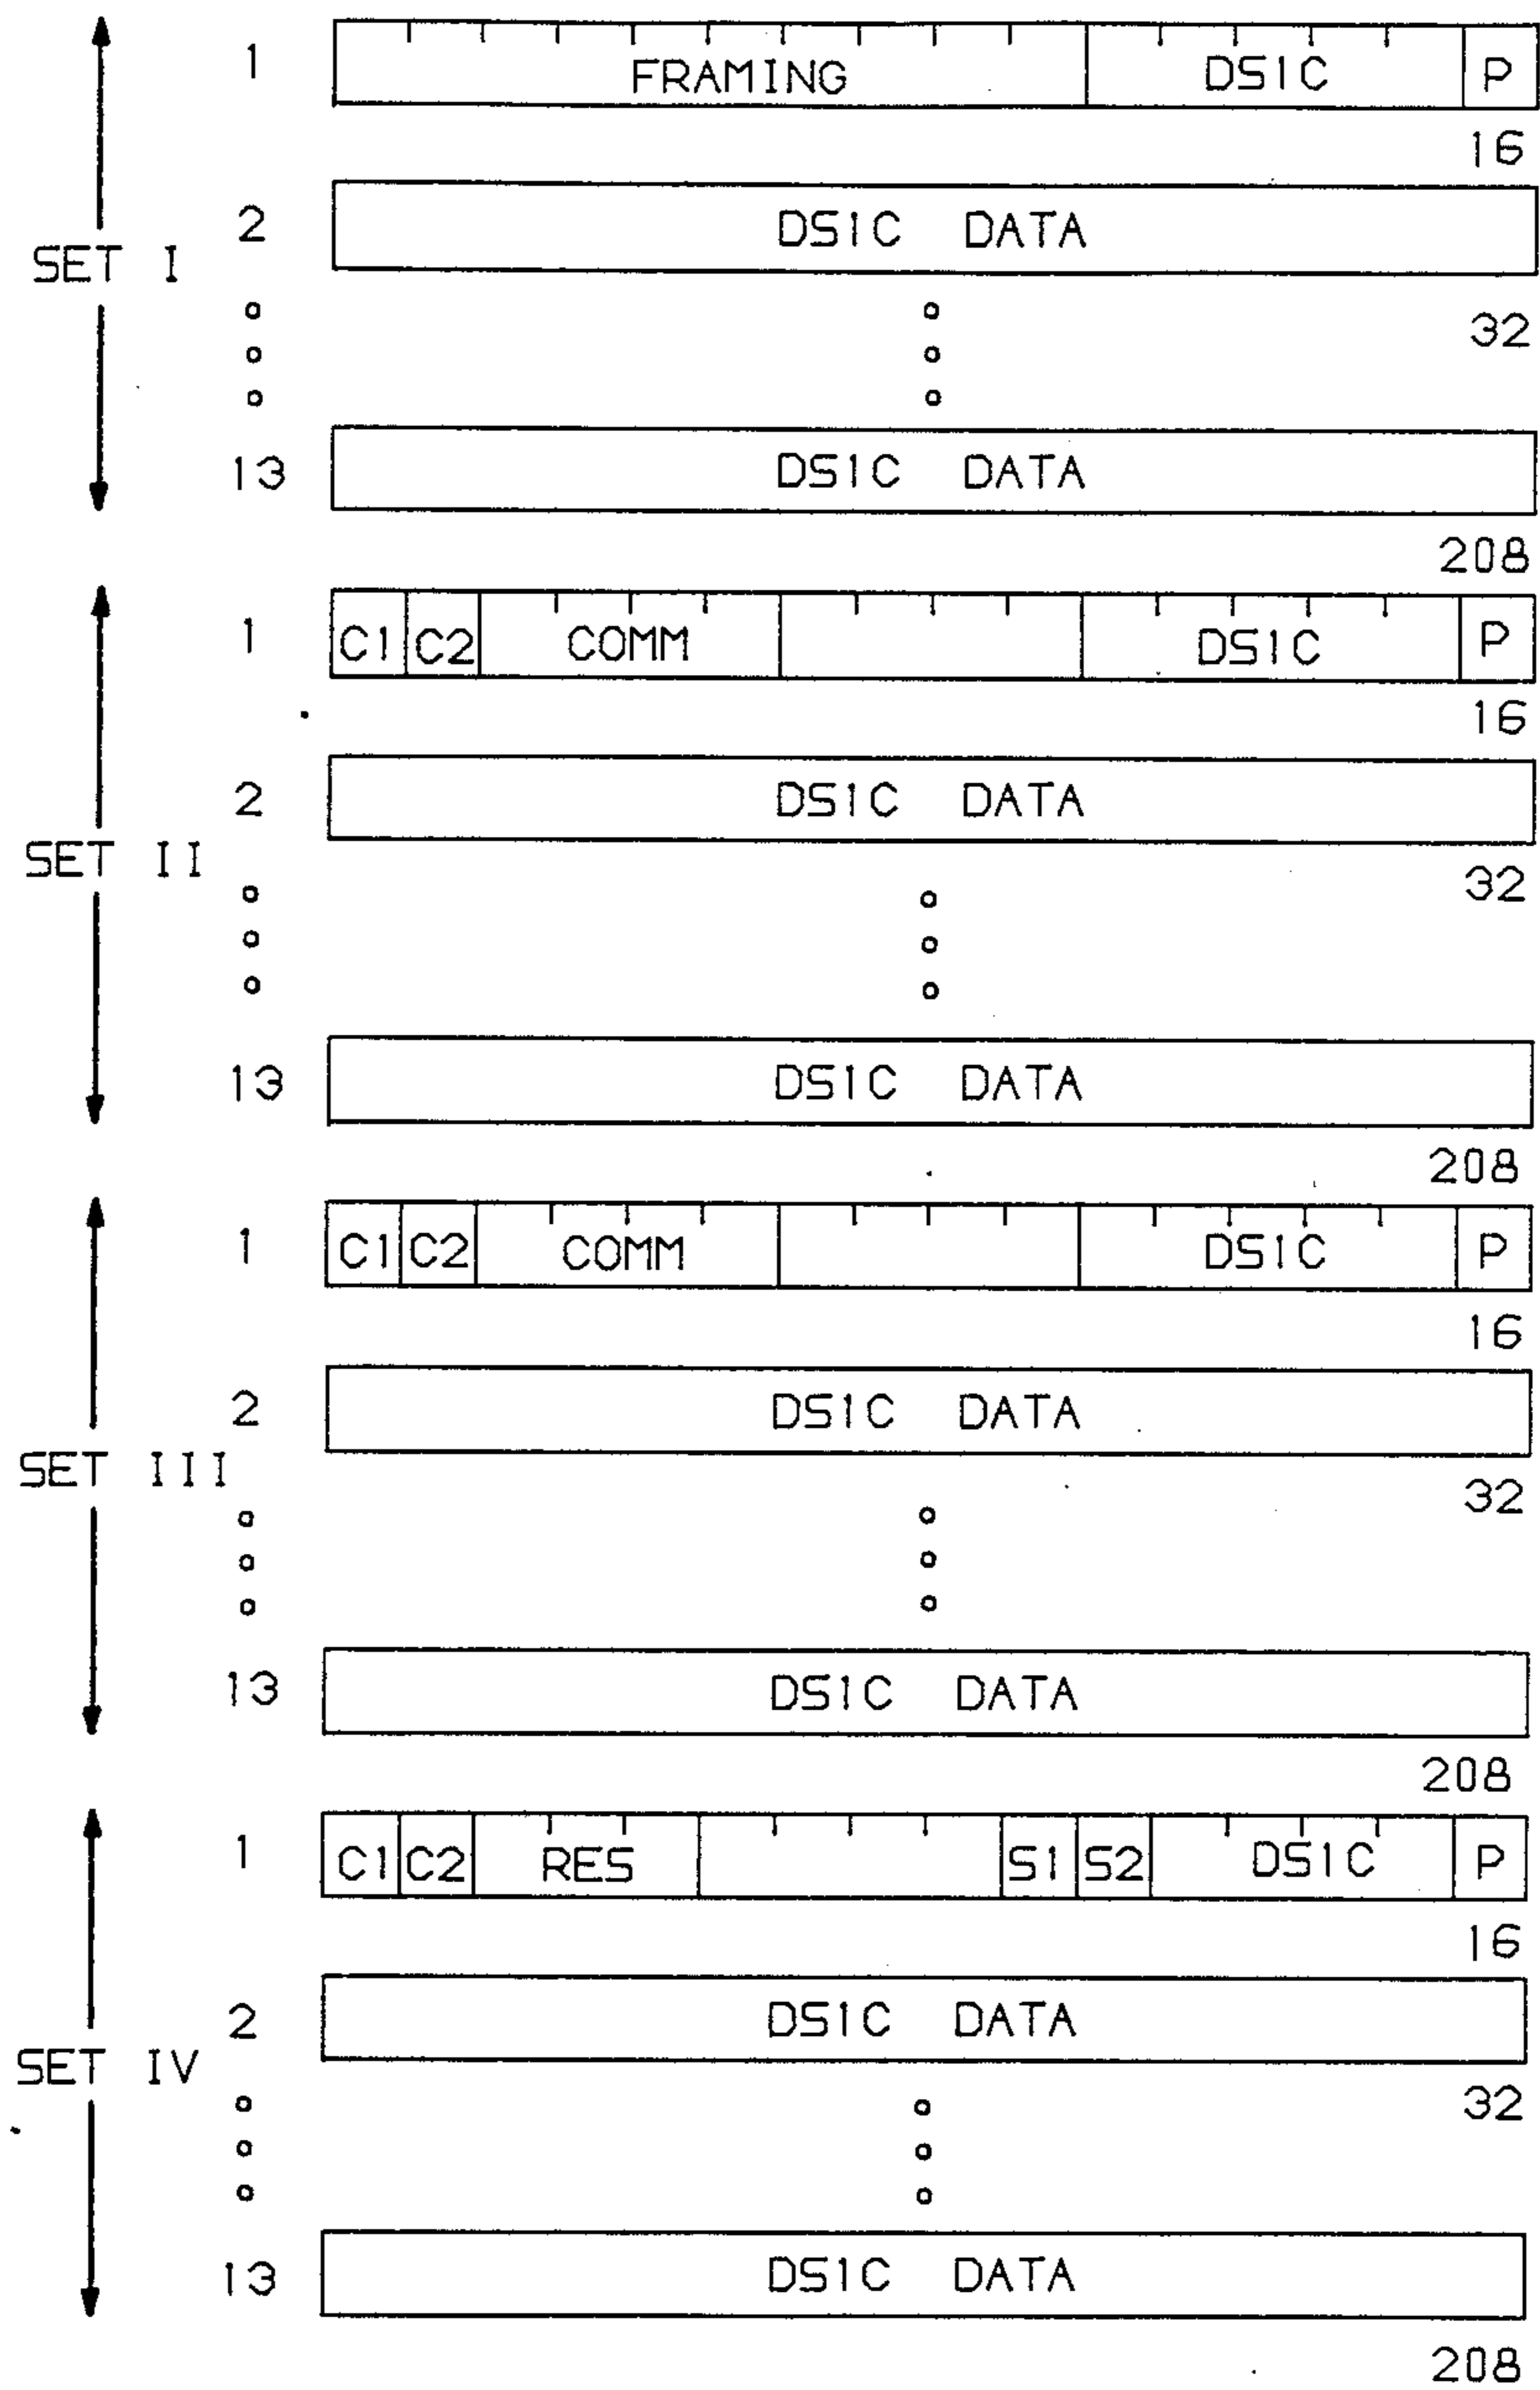 1 FRAMING DS1C P
16
2 DS1C DATA
SET I
32
13 DS1C DATA
208
1 C1 C2 COMM DS1C P
16
2 DS1C DATA
SET II
32
13 DS1C DATA
208
1 C1 C2 COMM DS1C P
16
2 DS1C DATA
SET III
32
13 DS1C DATA
208
1 C1 C2 RES S1 S2 DS1C P
16
2 DS1C DATA
SET IV
32
13 DS1C DATA
208